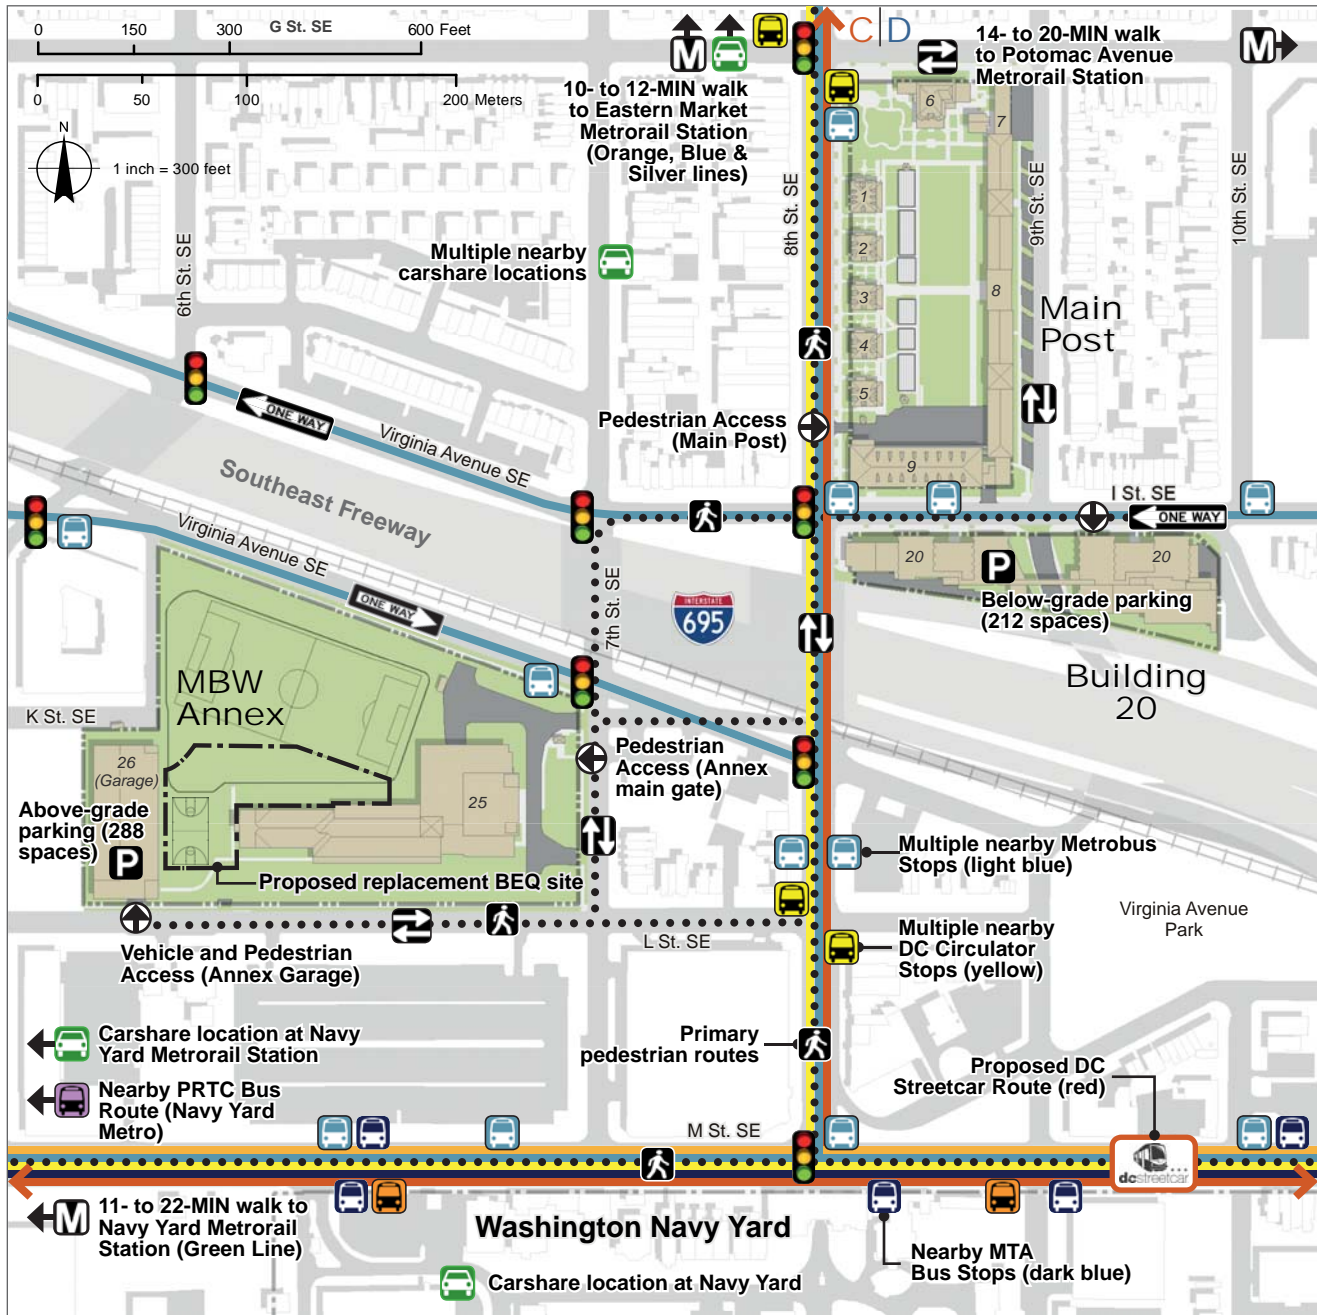 0 150 300 600 Feet
G St. SE
0 50 100 200 Meters
N
1 inch = 300 feet
M
C|D
14- to 20-MIN walk
to Potomac Avenue
Metrorail Station
M
10- to 12-MIN walk
to Eastern Market
Metrorail Station
(Orange, Blue &
Silver lines)
6
7
1
2
3
4
5
8
9
6th St. SE
8th St. SE
9th St. SE
10th St. SE
Multiple nearby
carshare locations
Main
Post
ONE WAY
Virginia Avenue SE
Pedestrian Access
(Main Post)
Southeast Freeway
I St. SE
ONE WAY
Virginia Avenue SE
ONE WAY
7th St. SE
INTERSTATE
695
20
20
P
Below-grade parking
(212 spaces)
Building
20
MBW
Annex
K St. SE
26
(Garage)
25
Above-grade
parking (288
spaces)
P
Pedestrian
Access (Annex
main gate)
Proposed replacement BEQ site
Multiple nearby Metrobus
Stops (light blue)
Virginia Avenue
Park
L St. SE
Vehicle and Pedestrian
Access (Annex Garage)
Multiple nearby
DC Circulator
Stops (yellow)
Carshare location at Navy
Yard Metrorail Station
Primary
pedestrian routes
Proposed DC
Streetcar Route (red)
Nearby PRTC Bus
Route (Navy Yard
Metro)
M St. SE
dcstreetcar
M
11- to 22-MIN walk to
Navy Yard Metrorail
Station (Green Line)
Washington Navy Yard
Nearby MTA
Bus Stops (dark blue)
Carshare location at Navy Yard